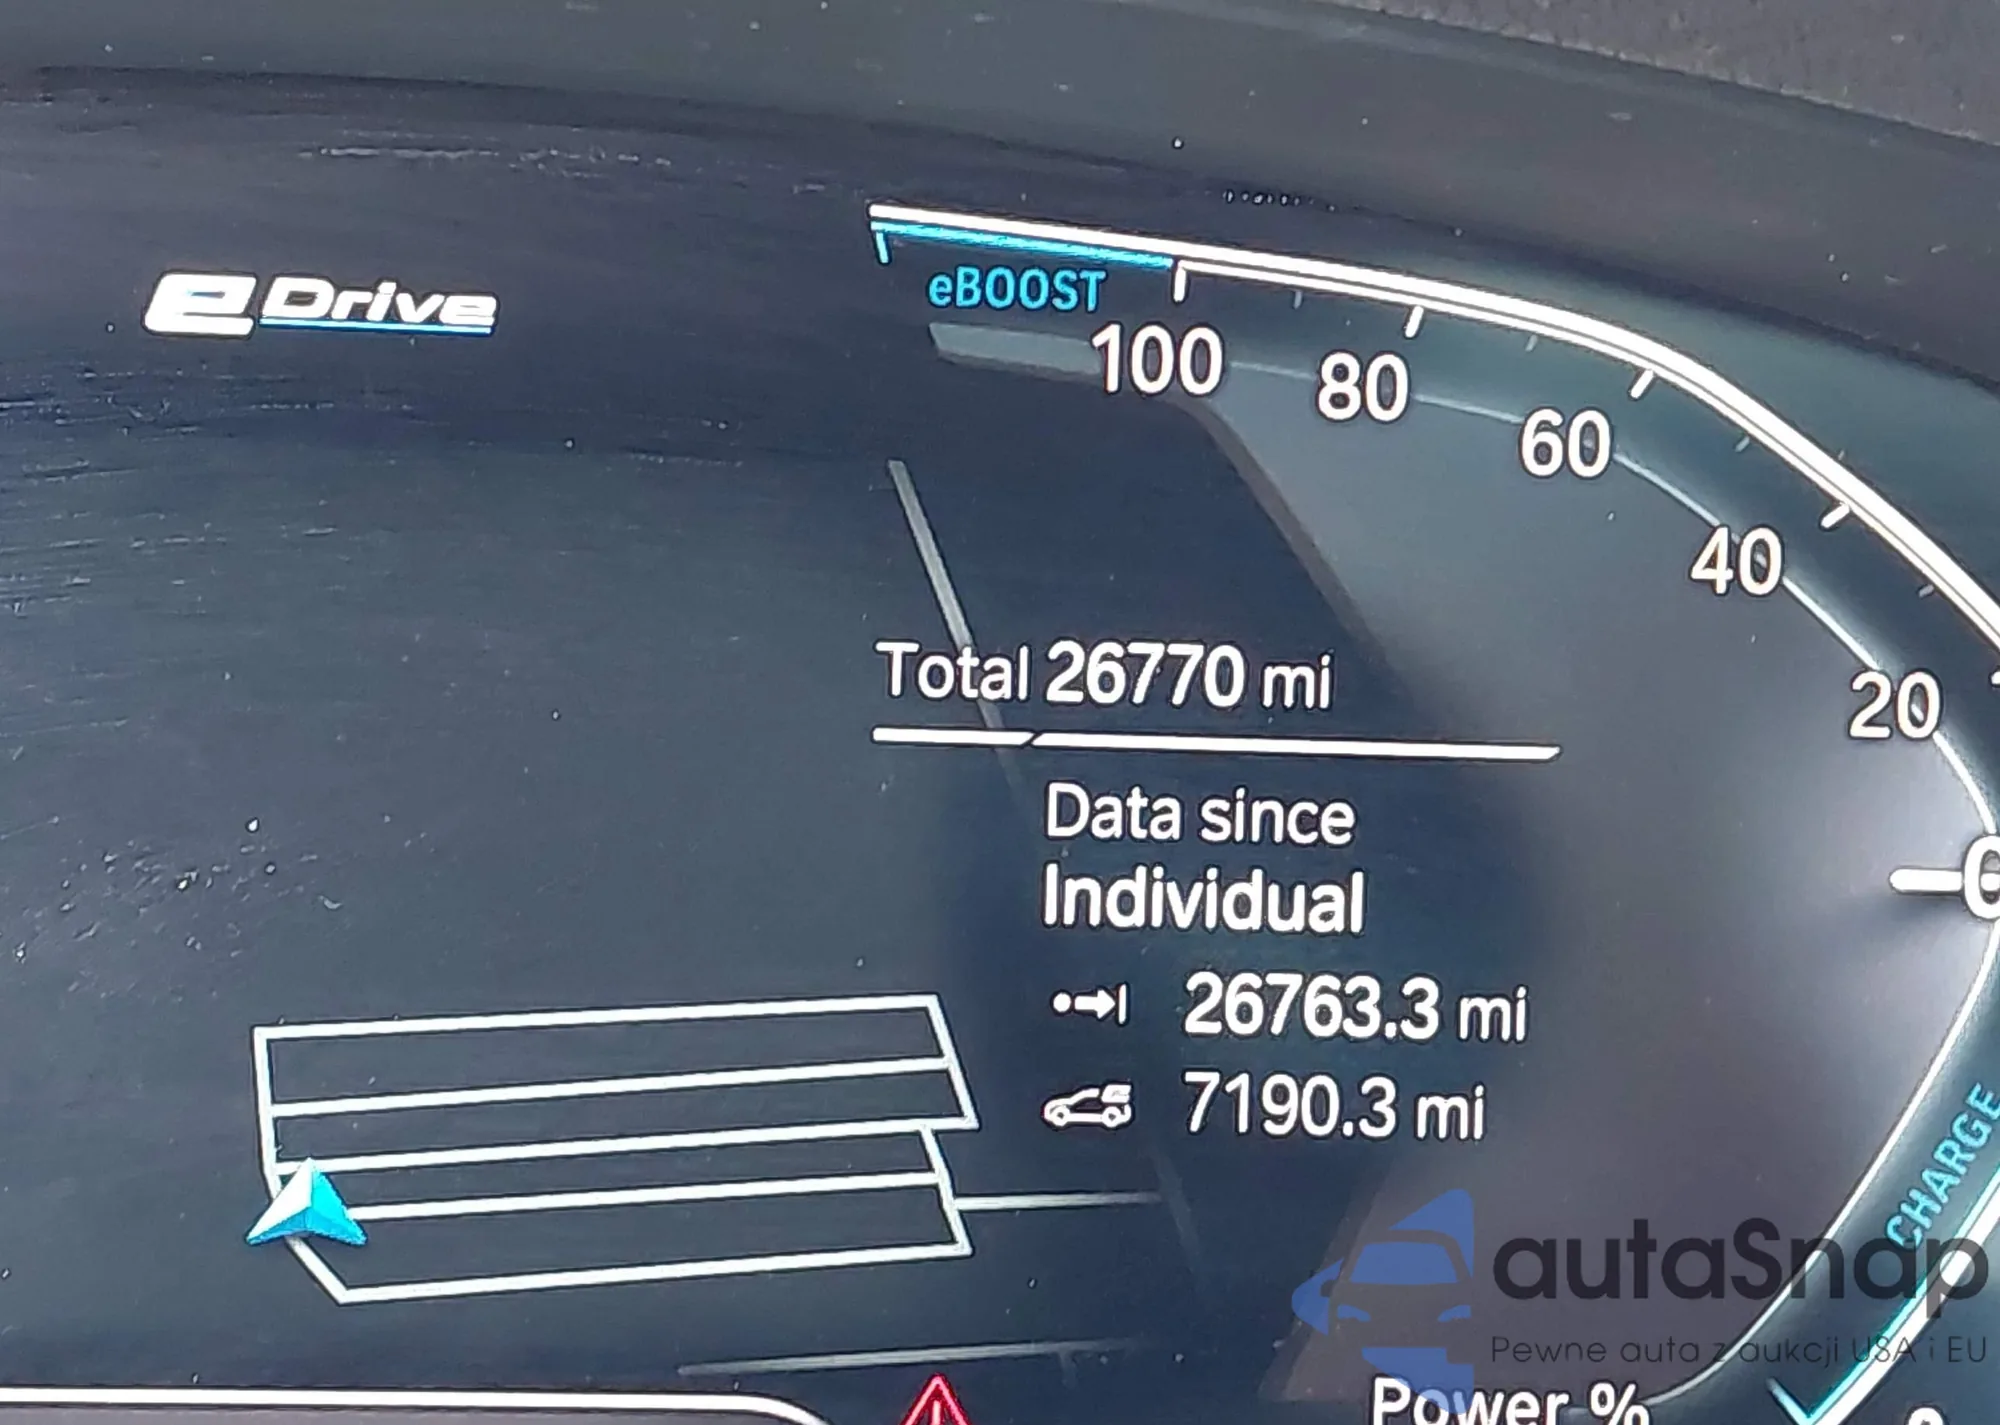 eDrive
eBOOST
100
80
60
40
20
0
Total 26770 mi
Data since
Individual
26763.3 mi
7190.3 mi
CHARGE
Power %
autaSnap
Pewne auta z aukcji USA i EU